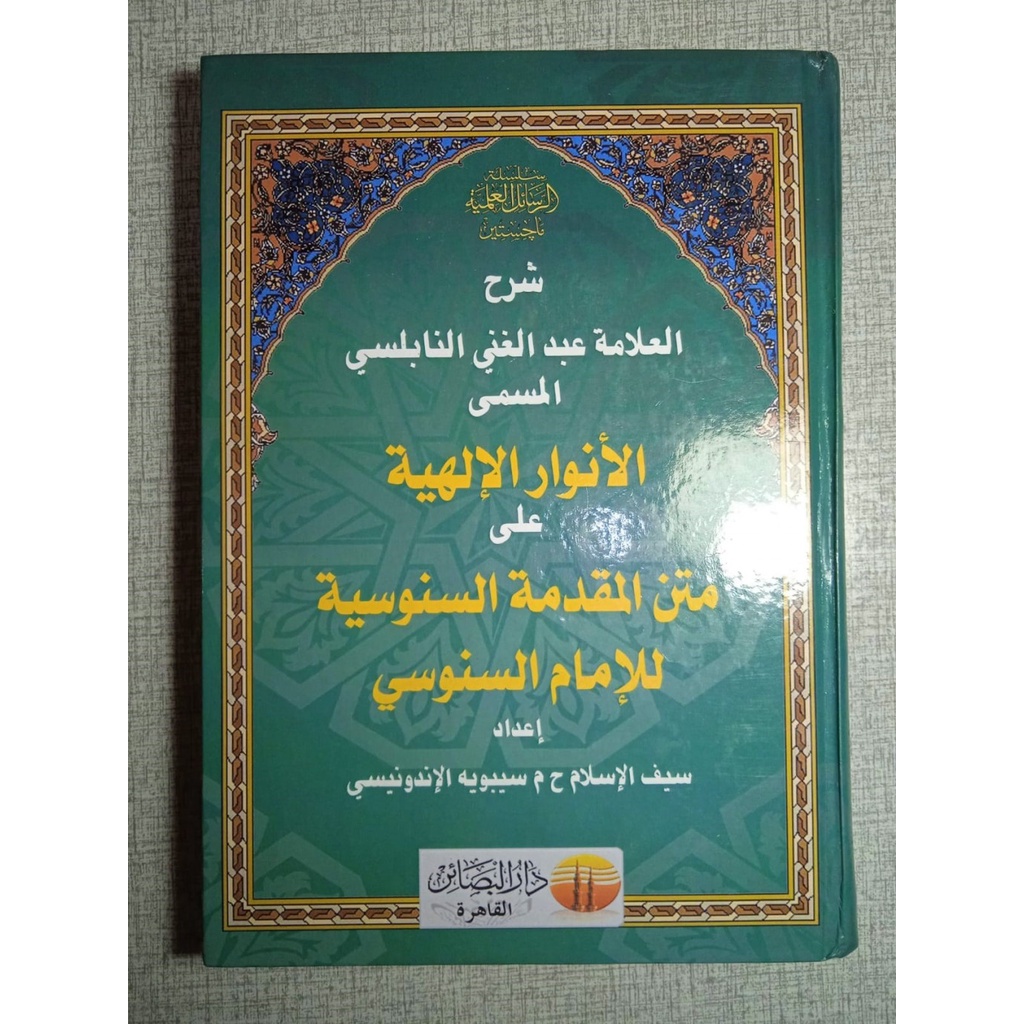 سلسلة
الرسائل العلمية
ماجستير
شرح
العلامة عبد الغني النابلسي
المسمى
الأنوار الإلهية
على
متن المقدمة السنوسية
للإمام السنوسي
إعداد
سيف الإسلام ح م سيبويه الإندونيسي
دار البصائر
القاهرة